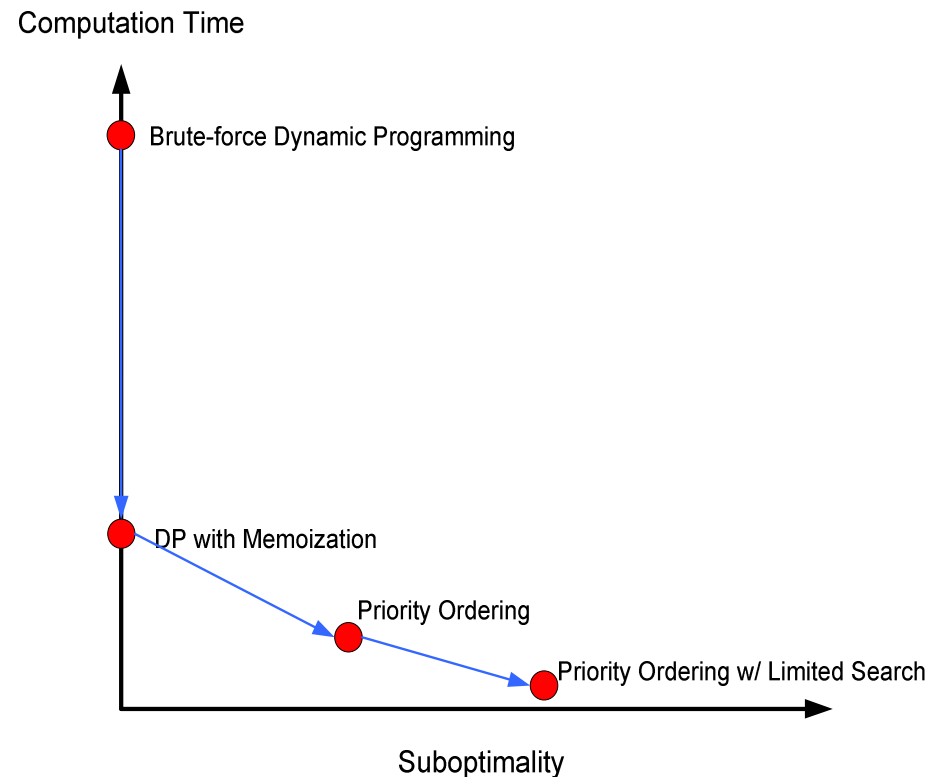 Computation Time
Brute-force Dynamic Programming
DP with Memoization
Priority Ordering
Priority Ordering w/ Limited Search
Suboptimality